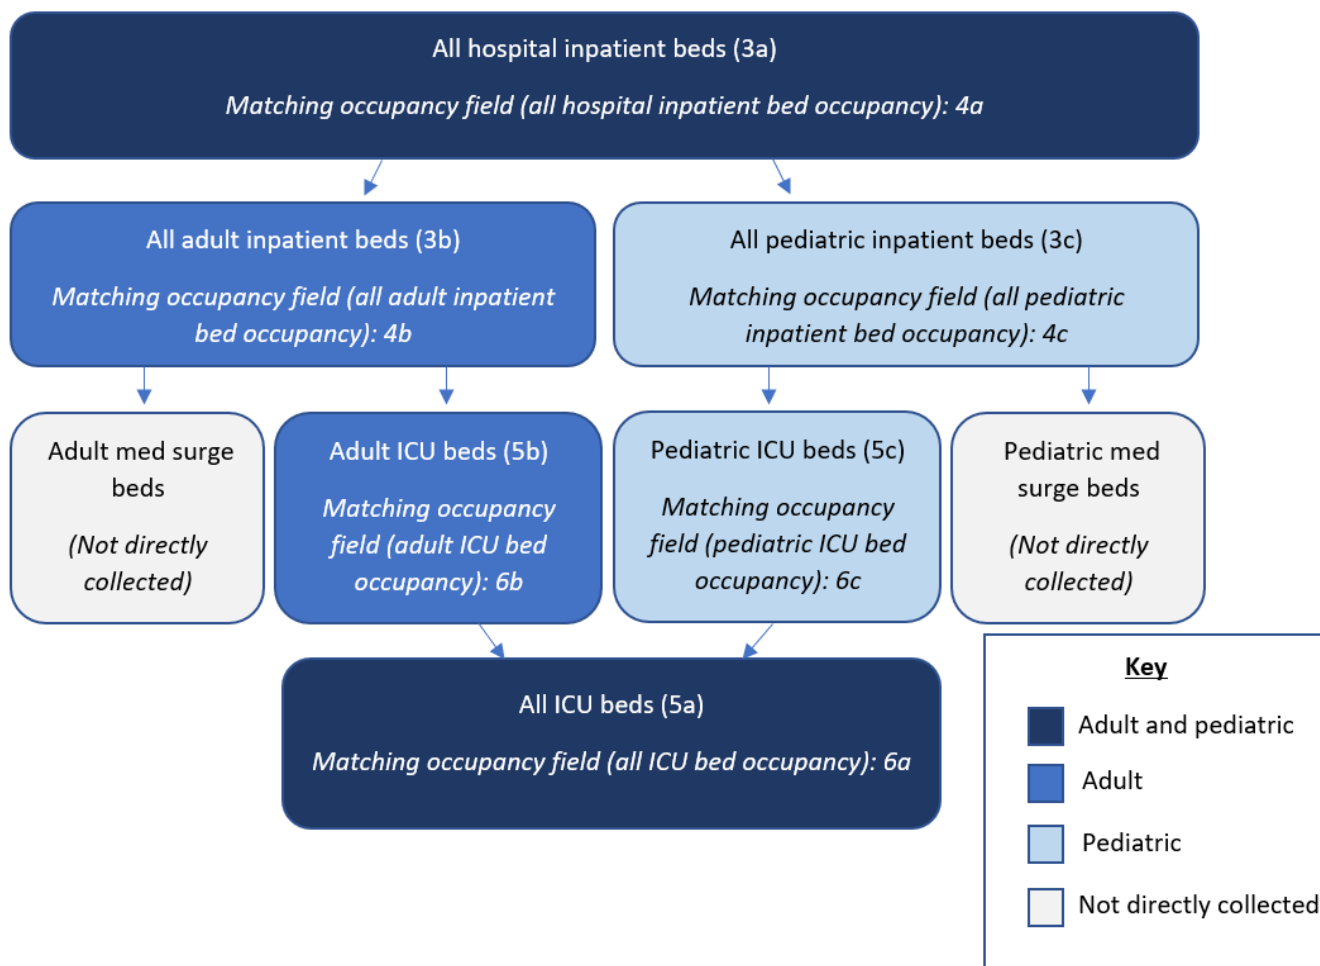 All hospital inpatient beds (3a)
Matching occupancy field (all hospital inpatient bed occupancy): 4a
All adult inpatient beds (3b)
Matching occupancy field (all adult inpatient
bed occupancy): 4b
All pediatric inpatient beds (3c)
Matching occupancy field (all pediatric
inpatient bed occupancy): 4c
Adult med surge
beds
(Not directly
collected)
Adult ICU beds (5b)
Matching occupancy
field (adult ICU bed
occupancy): 6b
Pediatric ICU beds (5c)
Matching occupancy
field (pediatric ICU bed
occupancy): 6c
Pediatric med
surge beds
(Not directly
collected)
All ICU beds (5a)
Matching occupancy field (all ICU bed occupancy): 6a
Key
Adult and pediatric
Adult
Pediatric
Not directly collected